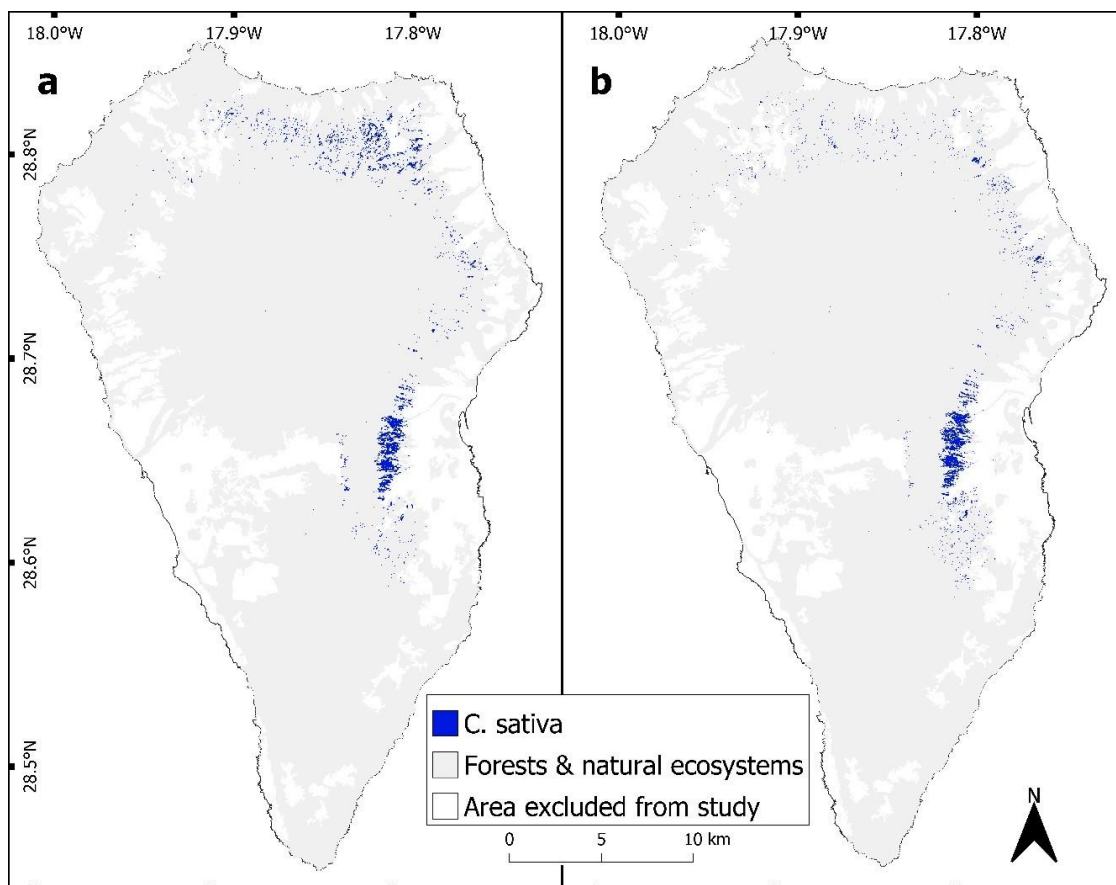 18.0°W 17.9°W 17.8°W 18.0°W 17.9°W 17.8°W
a b
28.8°N
28.7°N
28.6°N
28.5°N
C. sativa
Forests & natural ecosystems
Area excluded from study
0 5 10 km
N